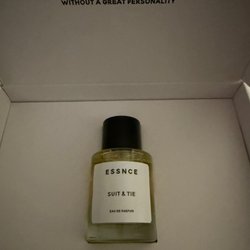 WITHOUT A GREAT PERSONALITY
ESSNCE
SUIT & TIE
EAU DE PARFUM